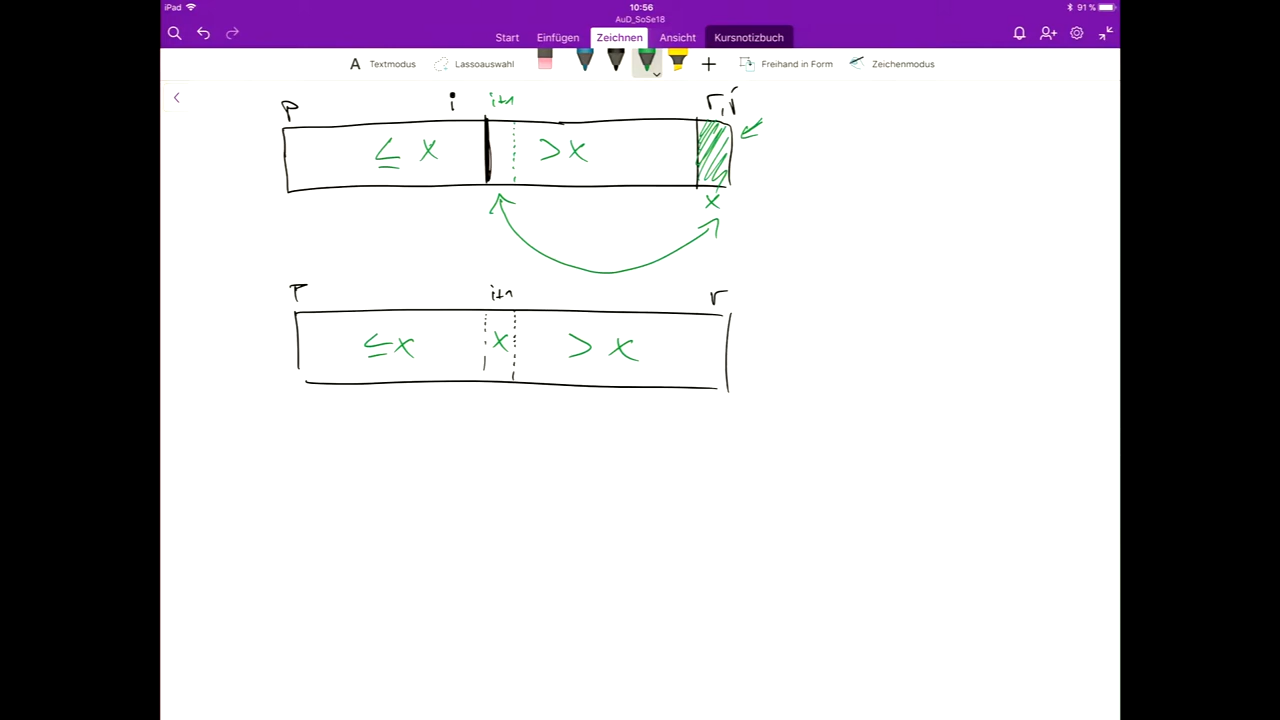 iPad 10:56 91 %
AuD_SoSe18
Start Einfügen Zeichnen Ansicht Kursnotizbuch
A Textmodus Lassoauswahl Freihand in Form Zeichenmodus
p i i+1 r, j
≤ x > x
x
p i+1 r
≤ x x > x